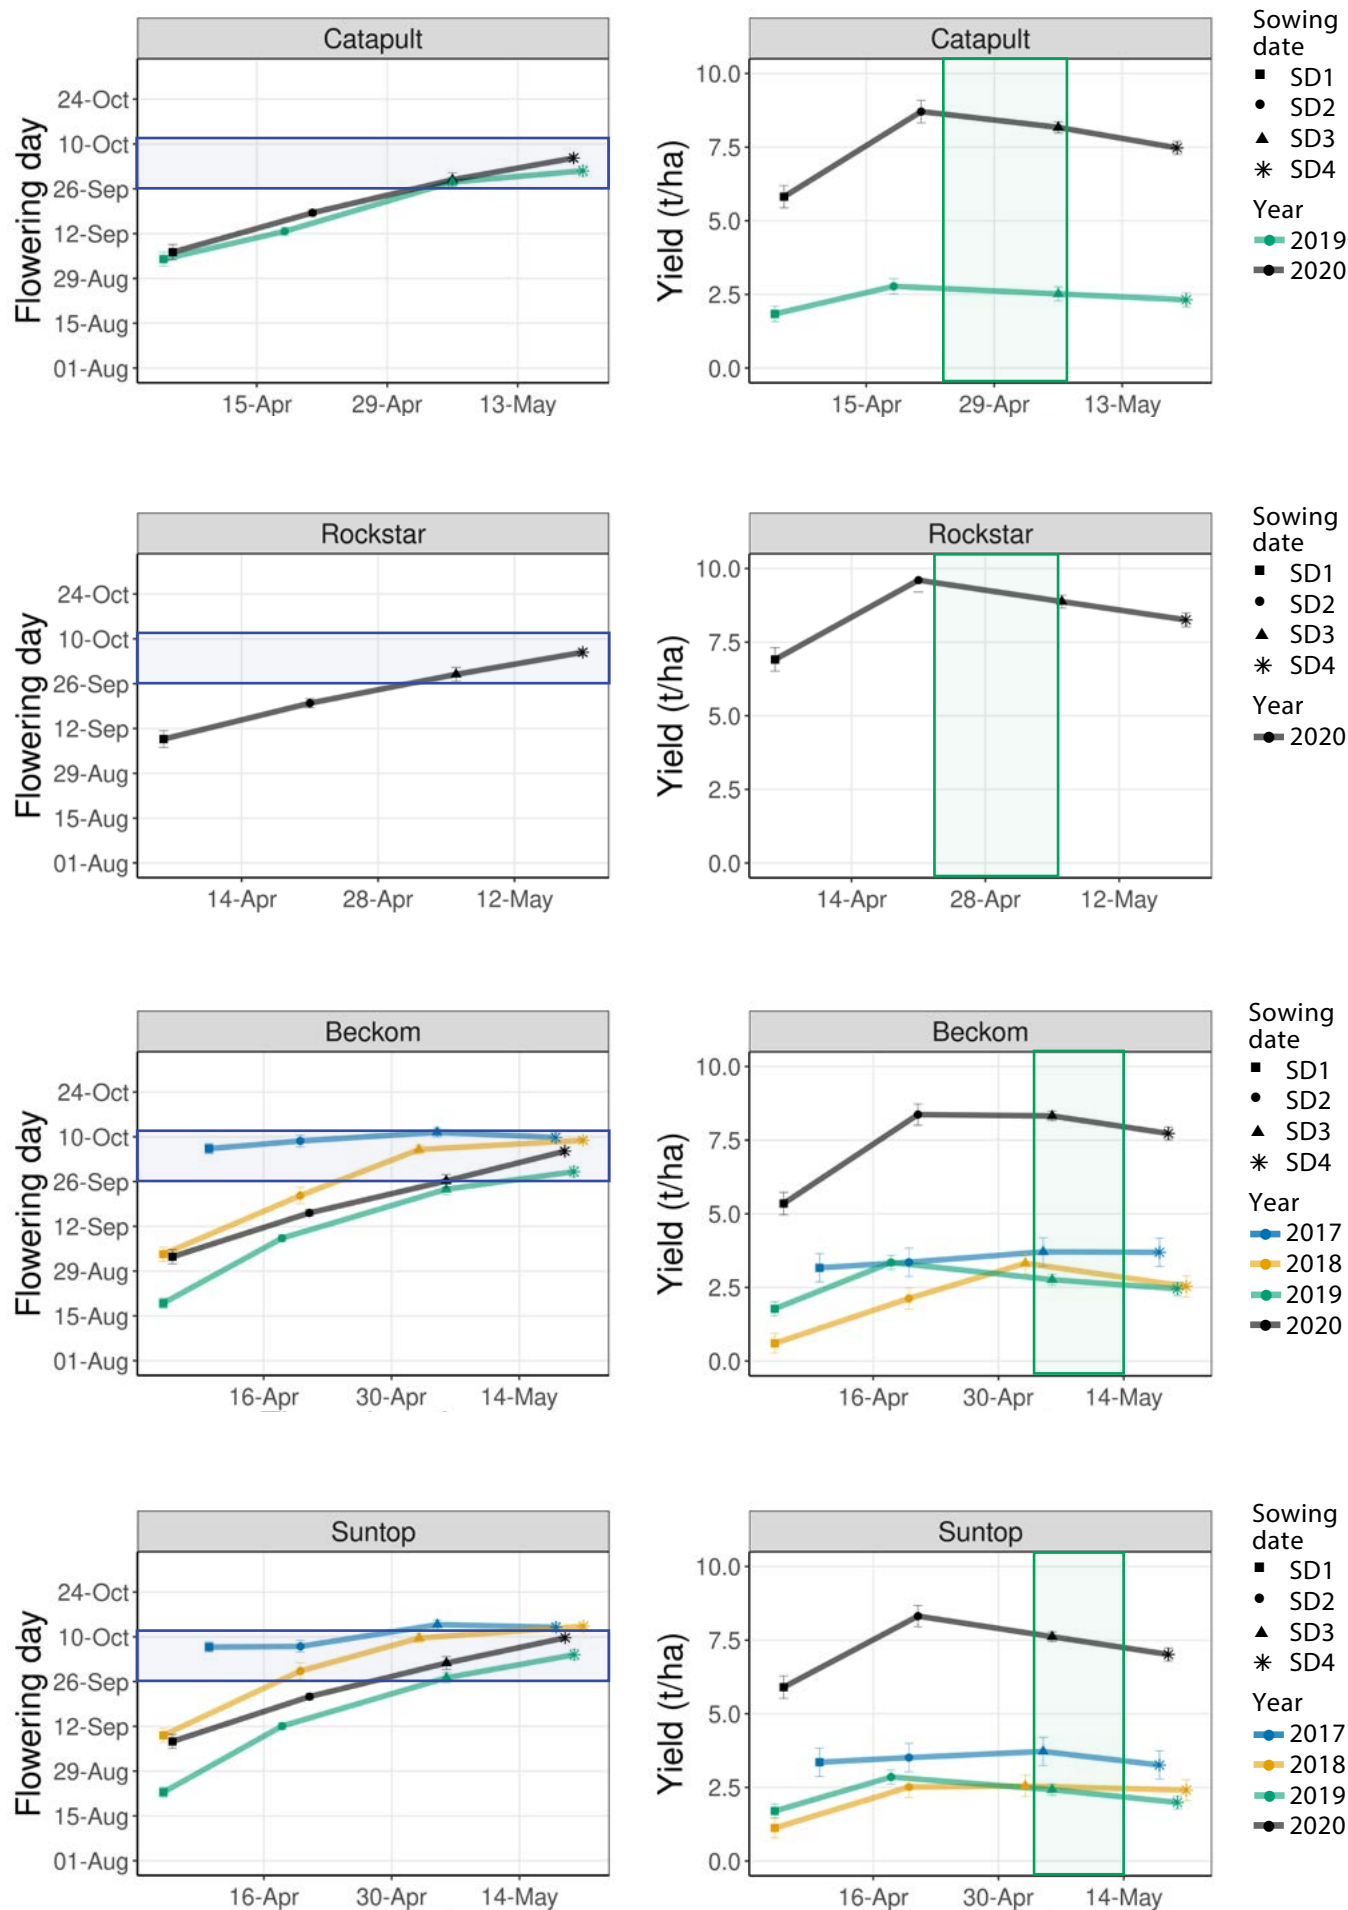 Catapult
Flowering day
24-Oct
10-Oct
26-Sep
12-Sep
29-Aug
15-Aug
01-Aug
15-Apr 29-Apr 13-May
Catapult
Yield (t/ha)
10.0
7.5
5.0
2.5
0.0
15-Apr 29-Apr 13-May
Sowing
date
SD1
SD2
SD3
SD4
Year
2019
2020
Rockstar
Flowering day
24-Oct
10-Oct
26-Sep
12-Sep
29-Aug
15-Aug
01-Aug
14-Apr 28-Apr 12-May
Rockstar
Yield (t/ha)
10.0
7.5
5.0
2.5
0.0
14-Apr 28-Apr 12-May
Sowing
date
SD1
SD2
SD3
SD4
Year
2020
Beckom
Flowering day
24-Oct
10-Oct
26-Sep
12-Sep
29-Aug
15-Aug
01-Aug
16-Apr 30-Apr 14-May
Beckom
Yield (t/ha)
10.0
7.5
5.0
2.5
0.0
16-Apr 30-Apr 14-May
Sowing
date
SD1
SD2
SD3
SD4
Year
2017
2018
2019
2020
Suntop
Flowering day
24-Oct
10-Oct
26-Sep
12-Sep
29-Aug
15-Aug
01-Aug
16-Apr 30-Apr 14-May
Suntop
Yield (t/ha)
10.0
7.5
5.0
2.5
0.0
16-Apr 30-Apr 14-May
Sowing
date
SD1
SD2
SD3
SD4
Year
2017
2018
2019
2020